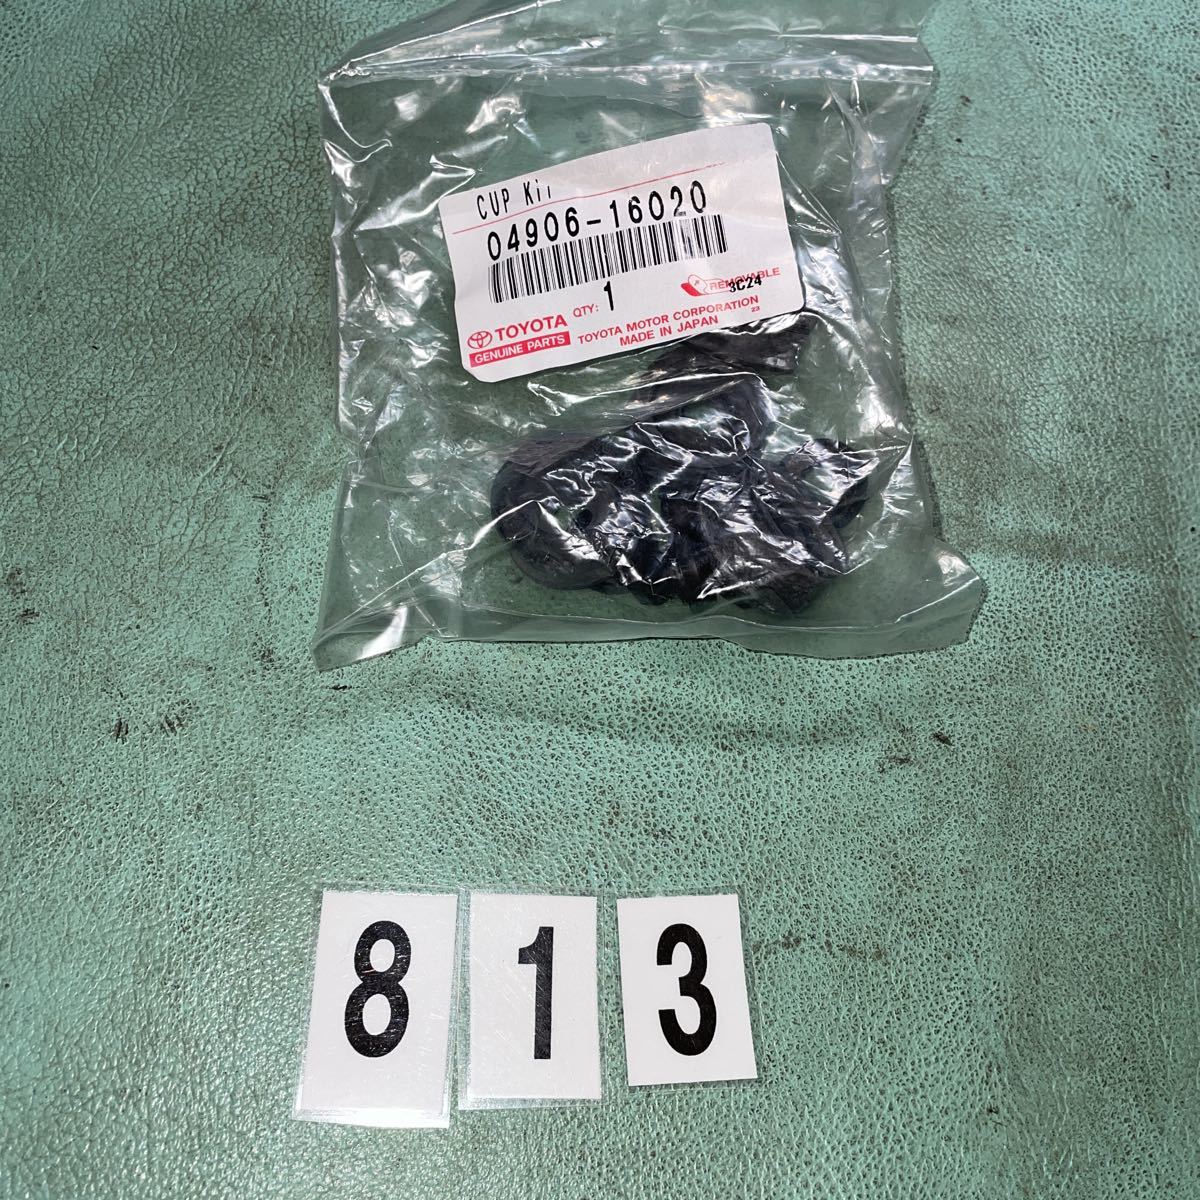 CUP KiT
04906-16020
QTY: 1
REMOVABLE
3C24
TOYOTA
GENUINE PARTS
TOYOTA MOTOR CORPORATION 23
MADE IN JAPAN
8 1 3